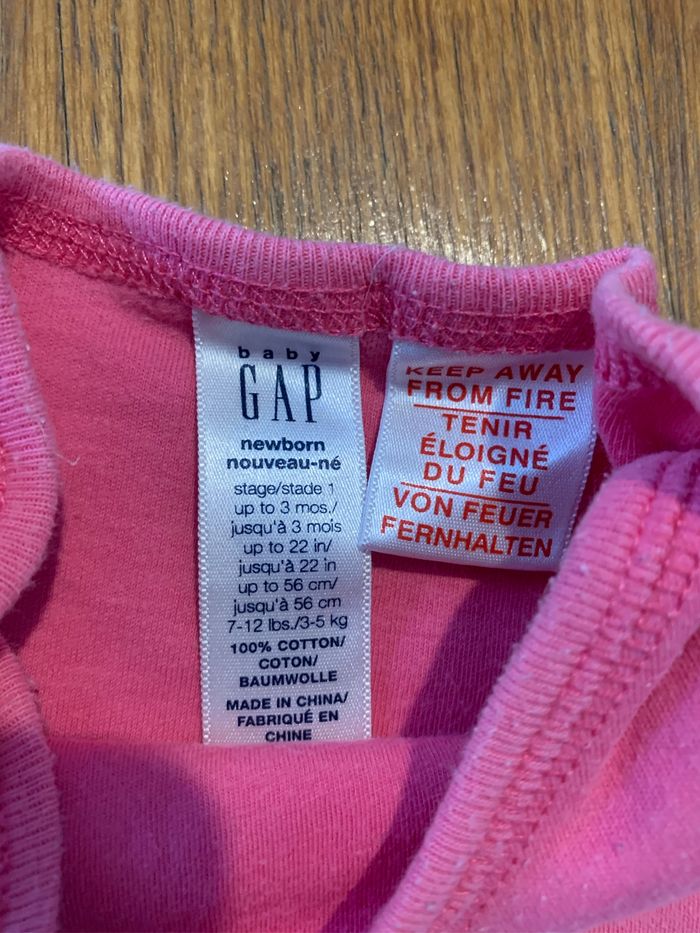 baby
GAP
newborn
nouveau-né
stage/stade 1
up to 3 mos./
jusqu'à 3 mois
up to 22 in/
jusqu'à 22 in
up to 56 cm/
jusqu'à 56 cm
7-12 lbs./3-5 kg
100% COTTON/
COTON/
BAUMWOLLE
MADE IN CHINA/
FABRIQUÉ EN
CHINE
KEEP AWAY
FROM FIRE
TENIR
ÉLOIGNÉ
DU FEU
VON FEUER
FERNHALTEN